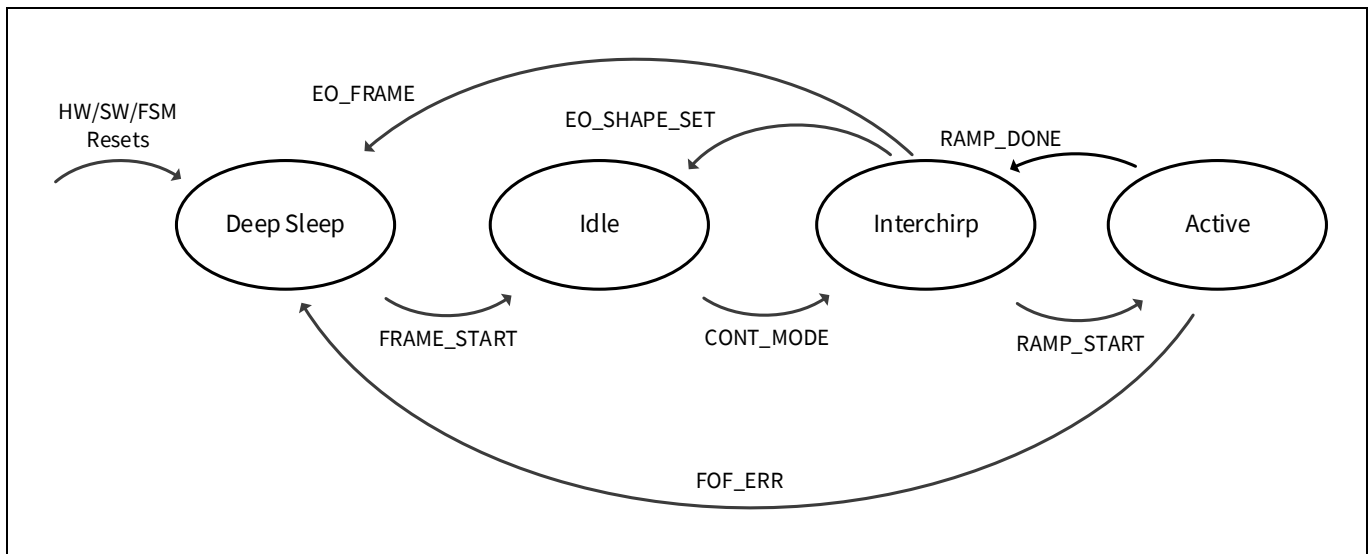 EO_FRAME
HW/SW/FSM
Resets
EO_SHAPE_SET
RAMP_DONE
Deep Sleep
Idle
Interchirp
Active
FRAME_START
CONT_MODE
RAMP_START
FOF_ERR